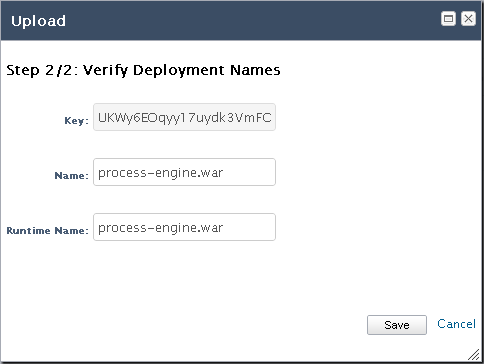 Upload
Step 2/2: Verify Deployment Names
Key: UKWy6EOqyy17uydk3VmFC
Name: process-engine.war
Runtime Name: process-engine.war
Save Cancel